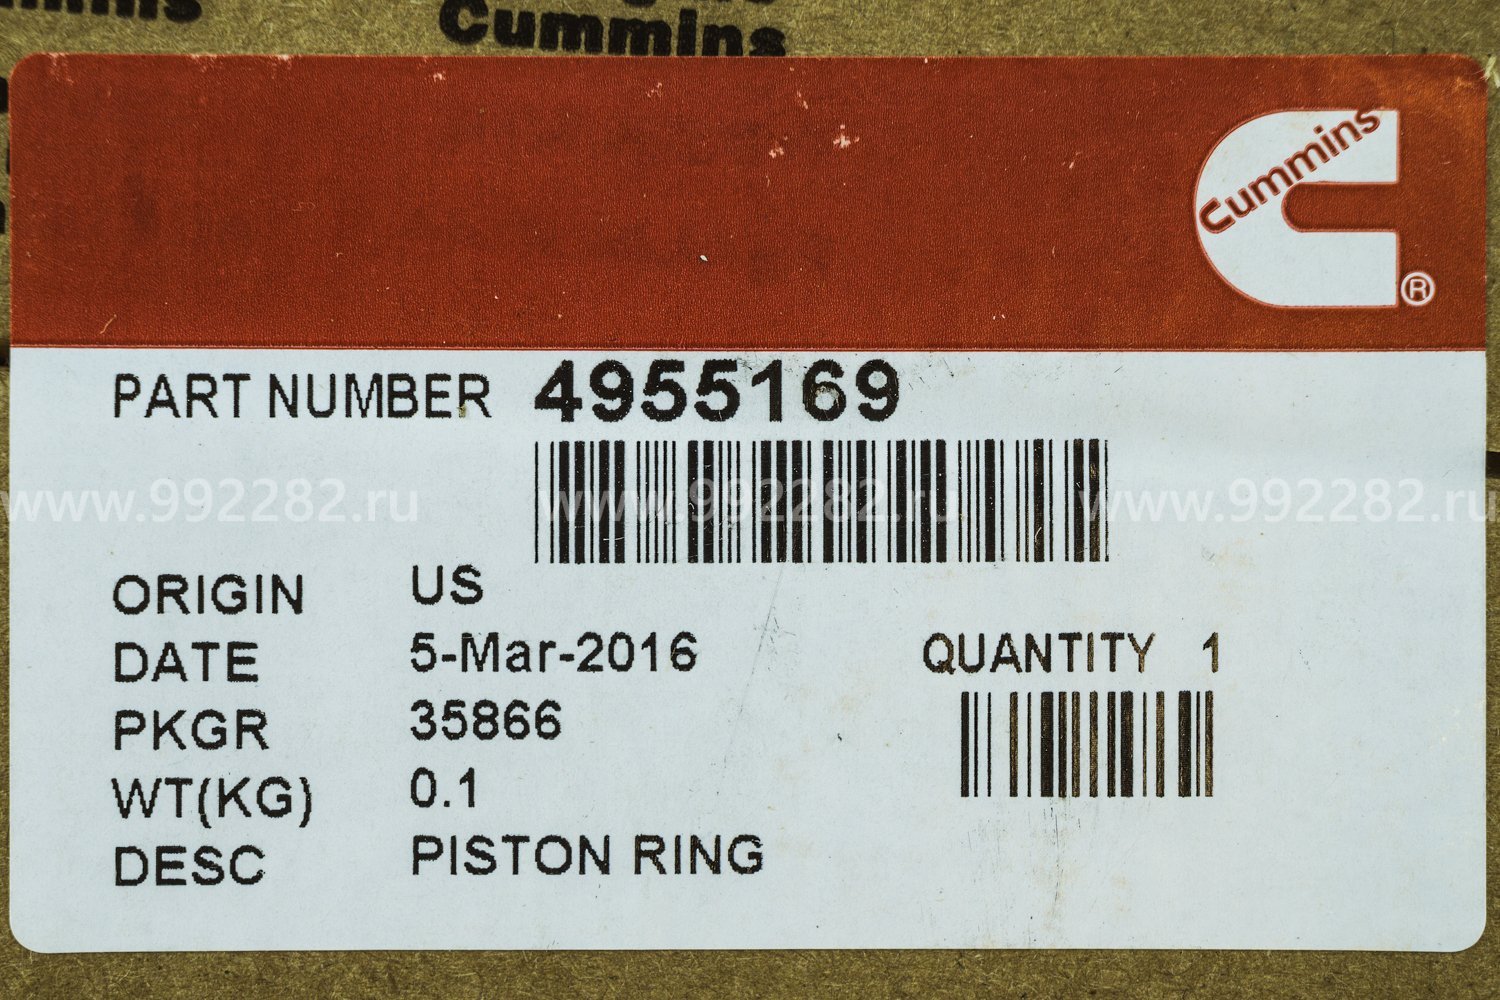 Cummins
Cummins
®
PART NUMBER 4955169
www.992282.ru www.992282.ru www.992282.ru
ORIGIN US
DATE 5-Mar-2016 QUANTITY 1
PKGR 35866
WT(KG) 0.1
DESC PISTON RING